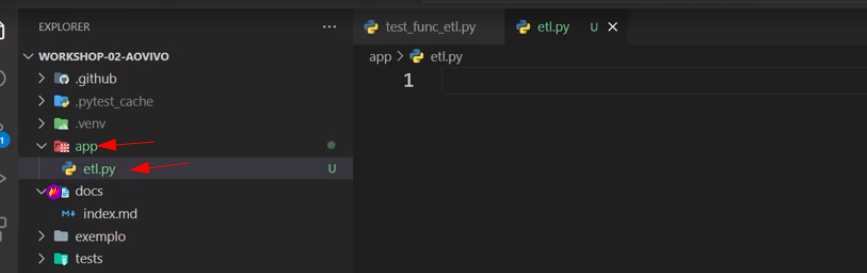 EXPLORER ...
test_func_etl.py
etl.py U
WORKSHOP-02-AOVIVO
app > etl.py
1
.github
.pytest_cache
.venv
app
etl.py U
docs
M↓ index.md
exemplo
tests
1